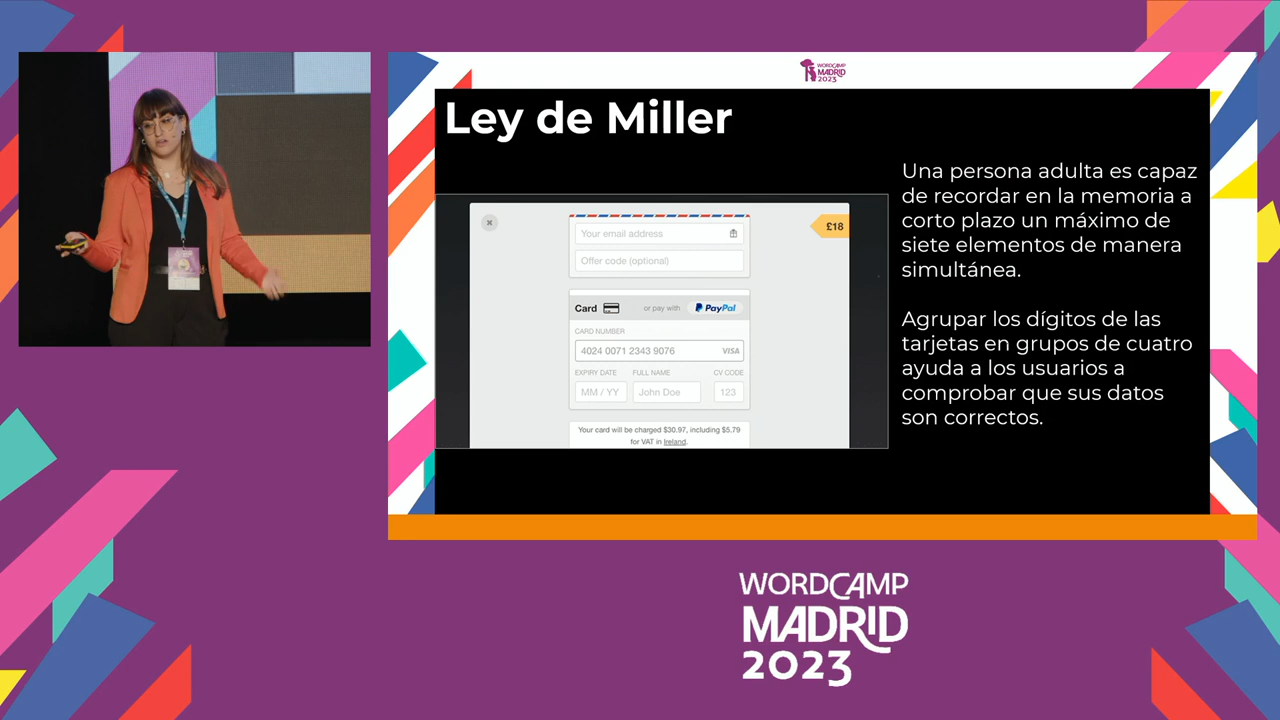 WORDCAMP
MADRID
2023
Ley de Miller
Una persona adulta es capaz
de recordar en la memoria a
corto plazo un máximo de
siete elementos de manera
simultánea.
Agrupar los dígitos de las
tarjetas en grupos de cuatro
ayuda a los usuarios a
comprobar que sus datos
son correctos.
£18
Your email address
Offer code (optional)
Card
or pay with
PayPal
CARD NUMBER
4024 0071 2343 9076
VISA
EXPIRY DATE
FULL NAME
CV CODE
MM / YY
John Doe
123
Your card will be charged $30.97, including $5.79
for VAT in Ireland.
WORDCAMP
MADRID
2023